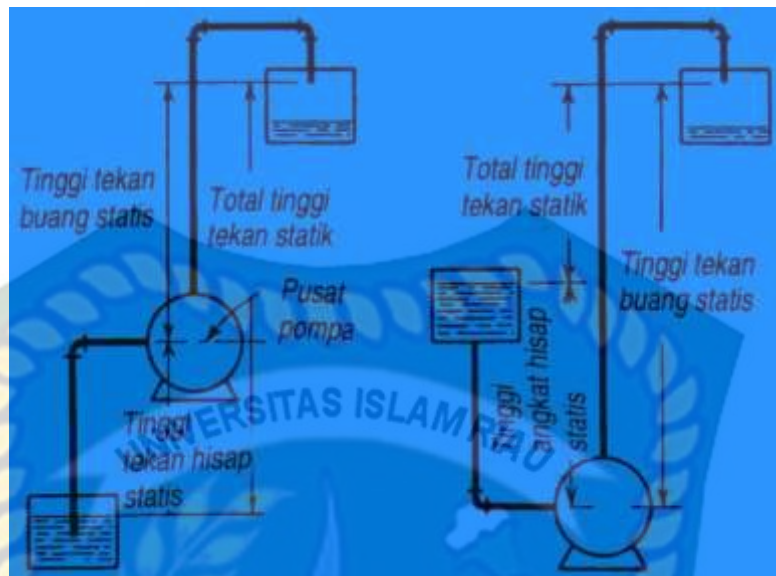 Tinggi tekan
buang statis
Total tinggi
tekan statik
Pusat
pompa
Tinggi
tekan hisap
statis
Total tinggi
tekan statik
Tinggi tekan
buang statis
Tinggi
angkat hisap
statis
UNIVERSITAS ISLAM RIAU